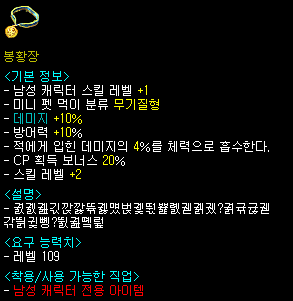 봉황장
<기본 정보>
- 남성 캐릭터 스킬 레벨 +1
- 미니 펫 먹이 분류 무기질형
- 데미지 +10%
- 방어력 +10%
- 적에게 입힌 데미지의 4%를 체력으로 흡수한다.
- CP 획득 보너스 20%
- 스킬 레벨 +2
<설명>
<요구 능력치>
- 레벨 109
<착용/사용 가능한 직업>
- 남성 캐릭터 전용 아이템